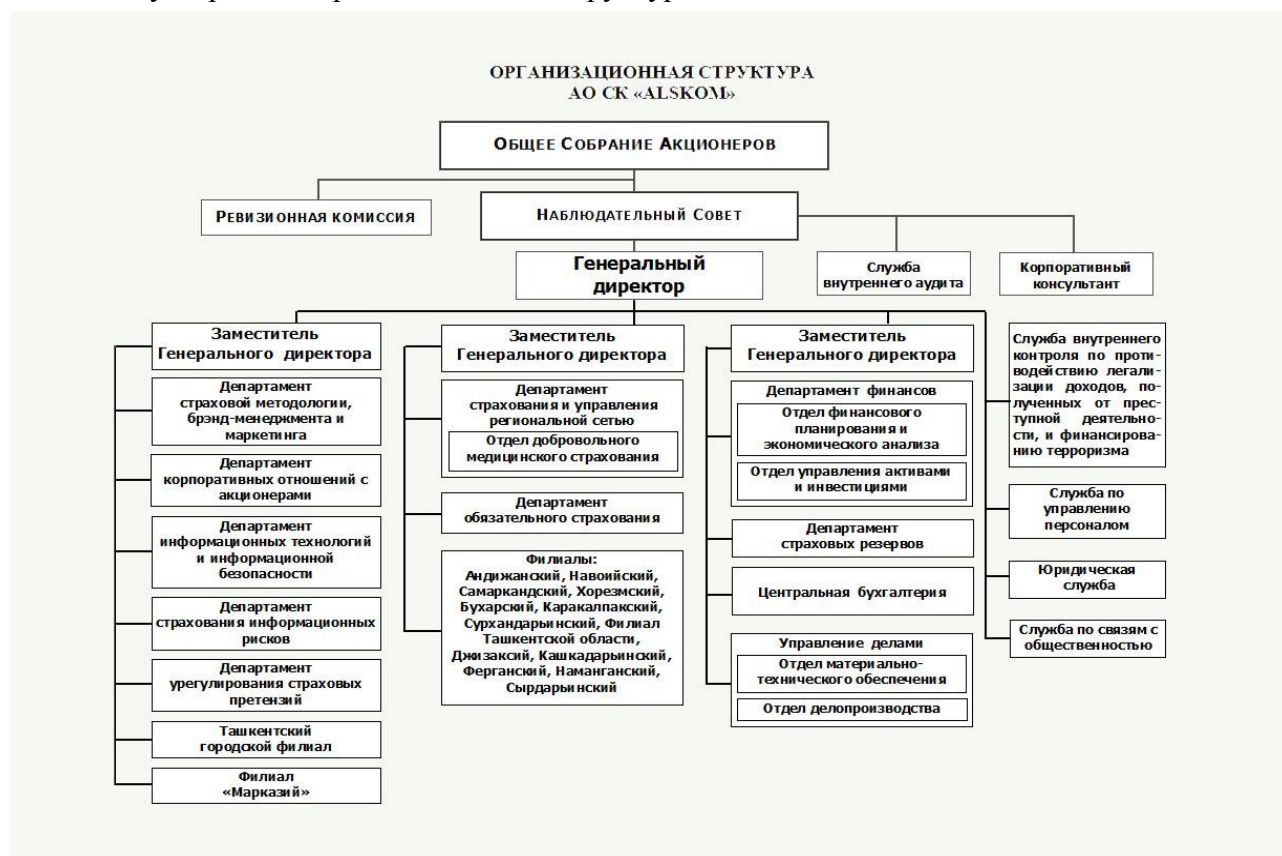 ОРГАНИЗАЦИОННАЯ СТРУКТУРА
АО СК «ALSKOM»
ОБЩЕЕ СОБРАНИЕ АКЦИОНЕРОВ
РЕВИЗИОННАЯ КОМИССИЯ
НАБЛЮДАТЕЛЬНЫЙ СОВЕТ
Генеральный
директор
Служба
внутреннего аудита
Корпоративный
консультант
Заместитель
Генерального директора
Департамент
страховой методологии,
брэнд-менеджмента и
маркетинга
Департамент
корпоративных отношений с
акционерами
Департамент
информационных технологий
и информационной
безопасности
Департамент
страхования информационных
рисков
Департамент
урегулирования страховых
претензий
Ташкентский
городской филиал
Филиал
«Марказий»
Заместитель
Генерального директора
Департамент
страхования и управления
региональной сетью
Отдел добровольного
медицинского страхования
Департамент
обязательного страхования
Филиалы:
Андижанский, Навоийский,
Самаркандский, Хорезмский,
Бухарский, Каракалпакский,
Сурхандарьинский, Филиал
Ташкентской области,
Джизаксий, Кашкадарьинский,
Ферганский, Наманганский,
Сырдарьинский
Заместитель
Генерального директора
Департамент финансов
Отдел финансового
планирования и
экономического анализа
Отдел управления активами
и инвестициями
Департамент
страховых резервов
Центральная бухгалтерия
Управление делами
Отдел материально-
технического обеспечения
Отдел делопроизводства
Служба внутреннего
контроля по проти-
водействию легали-
зации доходов, по-
лученных от прес-
тупной деятельно-
сти, и финансирова-
нию терроризма
Служба по
управлению
персоналом
Юридическая
служба
Служба по связям с
общественностью